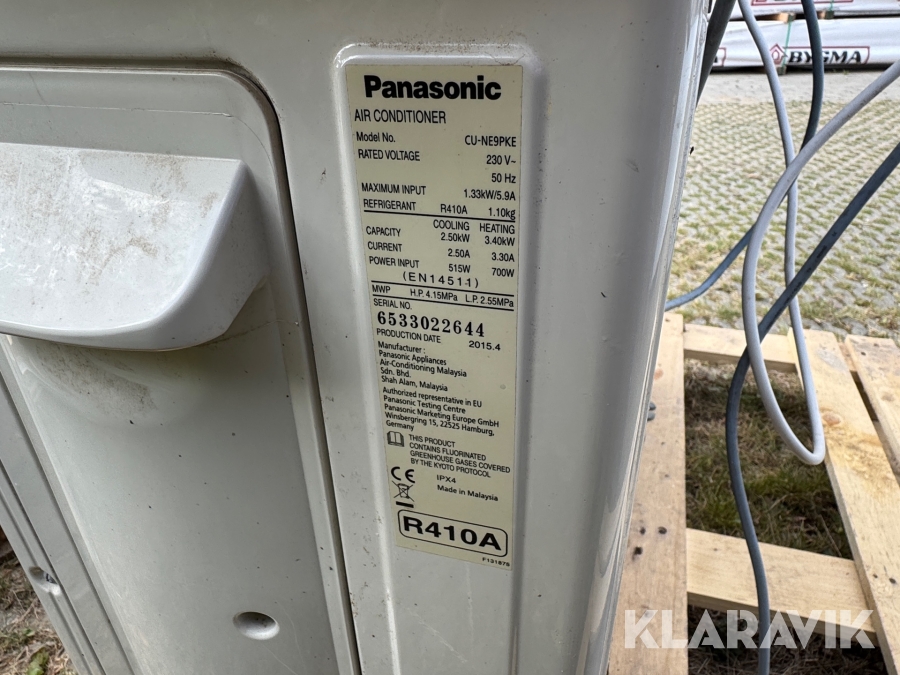 BYGMA
Panasonic
AIR CONDITIONER
Model No. CU-NE9PKE
RATED VOLTAGE 230 V~
50 Hz
MAXIMUM INPUT 1.33kW/5.9A
REFRIGERANT R410A 1.10kg
COOLING HEATING
CAPACITY 2.50kW 3.40kW
CURRENT 2.50A 3.30A
POWER INPUT 515W 700W
(EN14511)
MWP H.P. 4.15MPa L.P. 2.55MPa
SERIAL NO.
6533022644
PRODUCTION DATE 2015.4
Manufacturer :
Panasonic Appliances
Air-Conditioning Malaysia
Sdn. Bhd.
Shah Alam, Malaysia
Authorized representative in EU
Panasonic Testing Centre
Panasonic Marketing Europe GmbH
Winsbergring 15, 22525 Hamburg,
Germany
THIS PRODUCT
CONTAINS FLUORINATED
GREENHOUSE GASES COVERED
BY THE KYOTO PROTOCOL
CE IPX4
Made in Malaysia
R410A
F131879
KLARAVIK